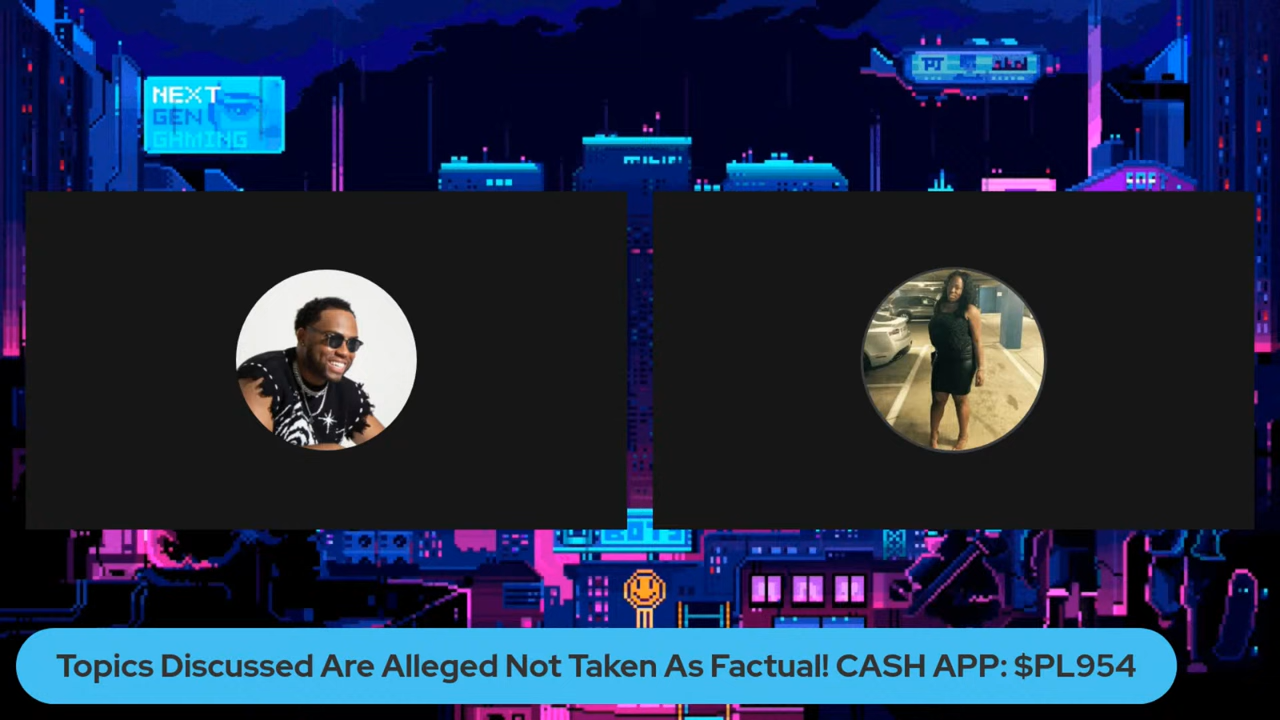 NEXT
GEN
GAMING
Topics Discussed Are Alleged Not Taken As Factual! CASH APP: $PL954